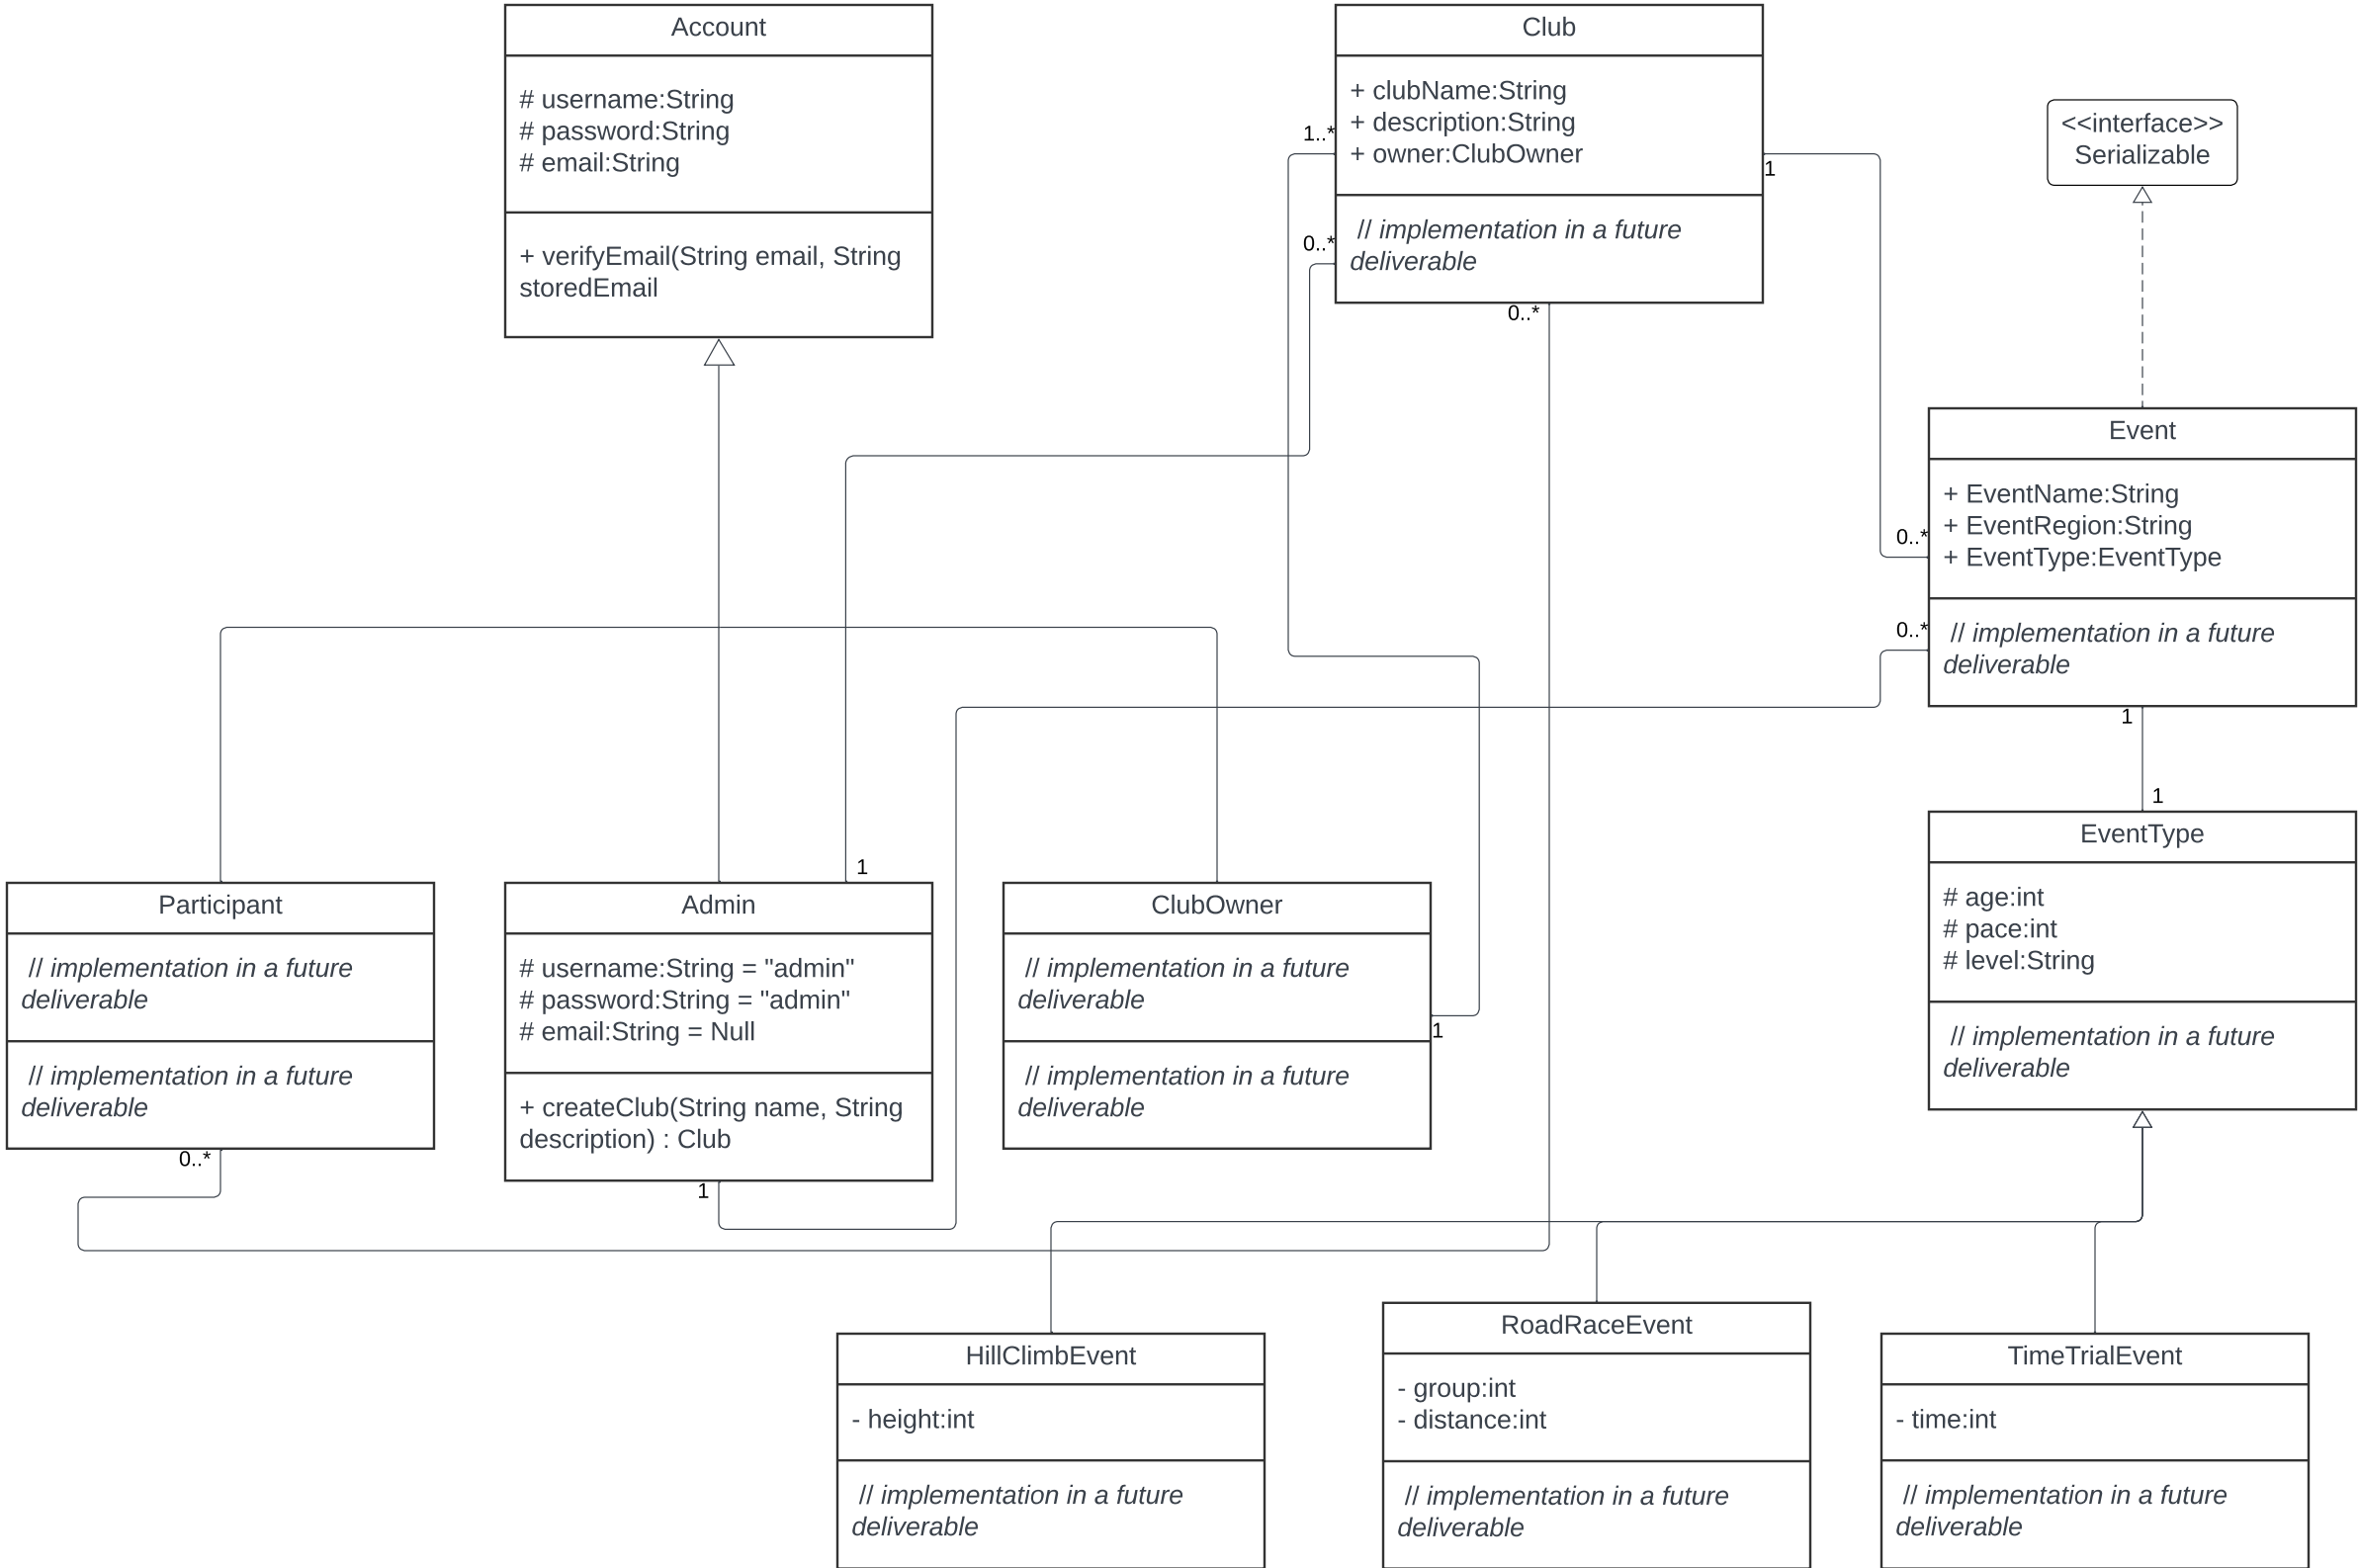 Account
# username:String
# password:String
# email:String
+ verifyEmail(String email, String
storedEmail
Club
+ clubName:String
+ description:String
+ owner:ClubOwner
// implementation in a future
deliverable
1..*
0..*
0..*
1
<<interface>>
Serializable
Event
+ EventName:String
+ EventRegion:String
+ EventType:EventType
// implementation in a future
deliverable
0..*
0..*
1
1
EventType
# age:int
# pace:int
# level:String
// implementation in a future
deliverable
Participant
// implementation in a future
deliverable
// implementation in a future
deliverable
0..*
1
Admin
# username:String = "admin"
# password:String = "admin"
# email:String = Null
+ createClub(String name, String
description) : Club
1
ClubOwner
// implementation in a future
deliverable
// implementation in a future
deliverable
1
HillClimbEvent
- height:int
// implementation in a future
deliverable
RoadRaceEvent
- group:int
- distance:int
// implementation in a future
deliverable
TimeTrialEvent
- time:int
// implementation in a future
deliverable